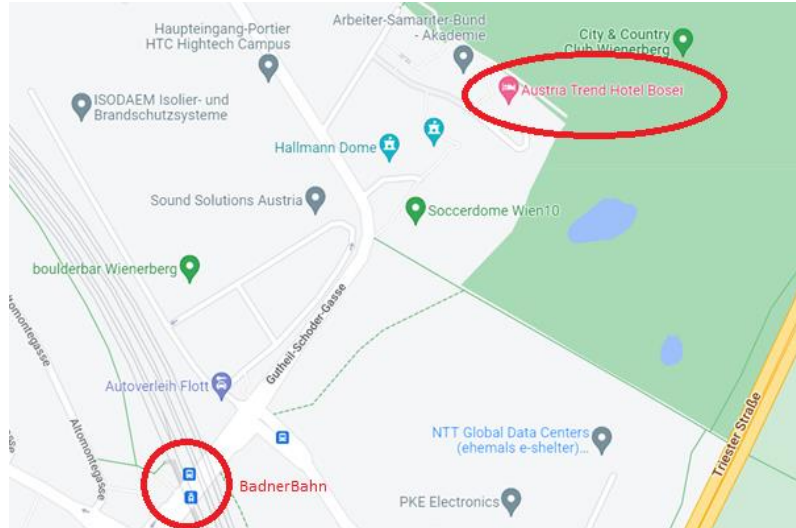 Haupteingang-Portier
HTC Hightech Campus
Arbeiter-Samariter-Bund
- Akademie
City & Country
Club Wienerberg
Austria Trend Hotel Bosei
ISODAEM Isolier- und
Brandschutzsysteme
Hallmann Dome
Sound Solutions Austria
Soccerdome Wien10
boulderbar Wienerberg
Altomontegasse
Gutheil-Schoder-Gasse
Autoverleih Flott
Altomontegasse
NTT Global Data Centers
(ehemals e-shelter)...
Triester Straße
BadnerBahn
PKE Electronics